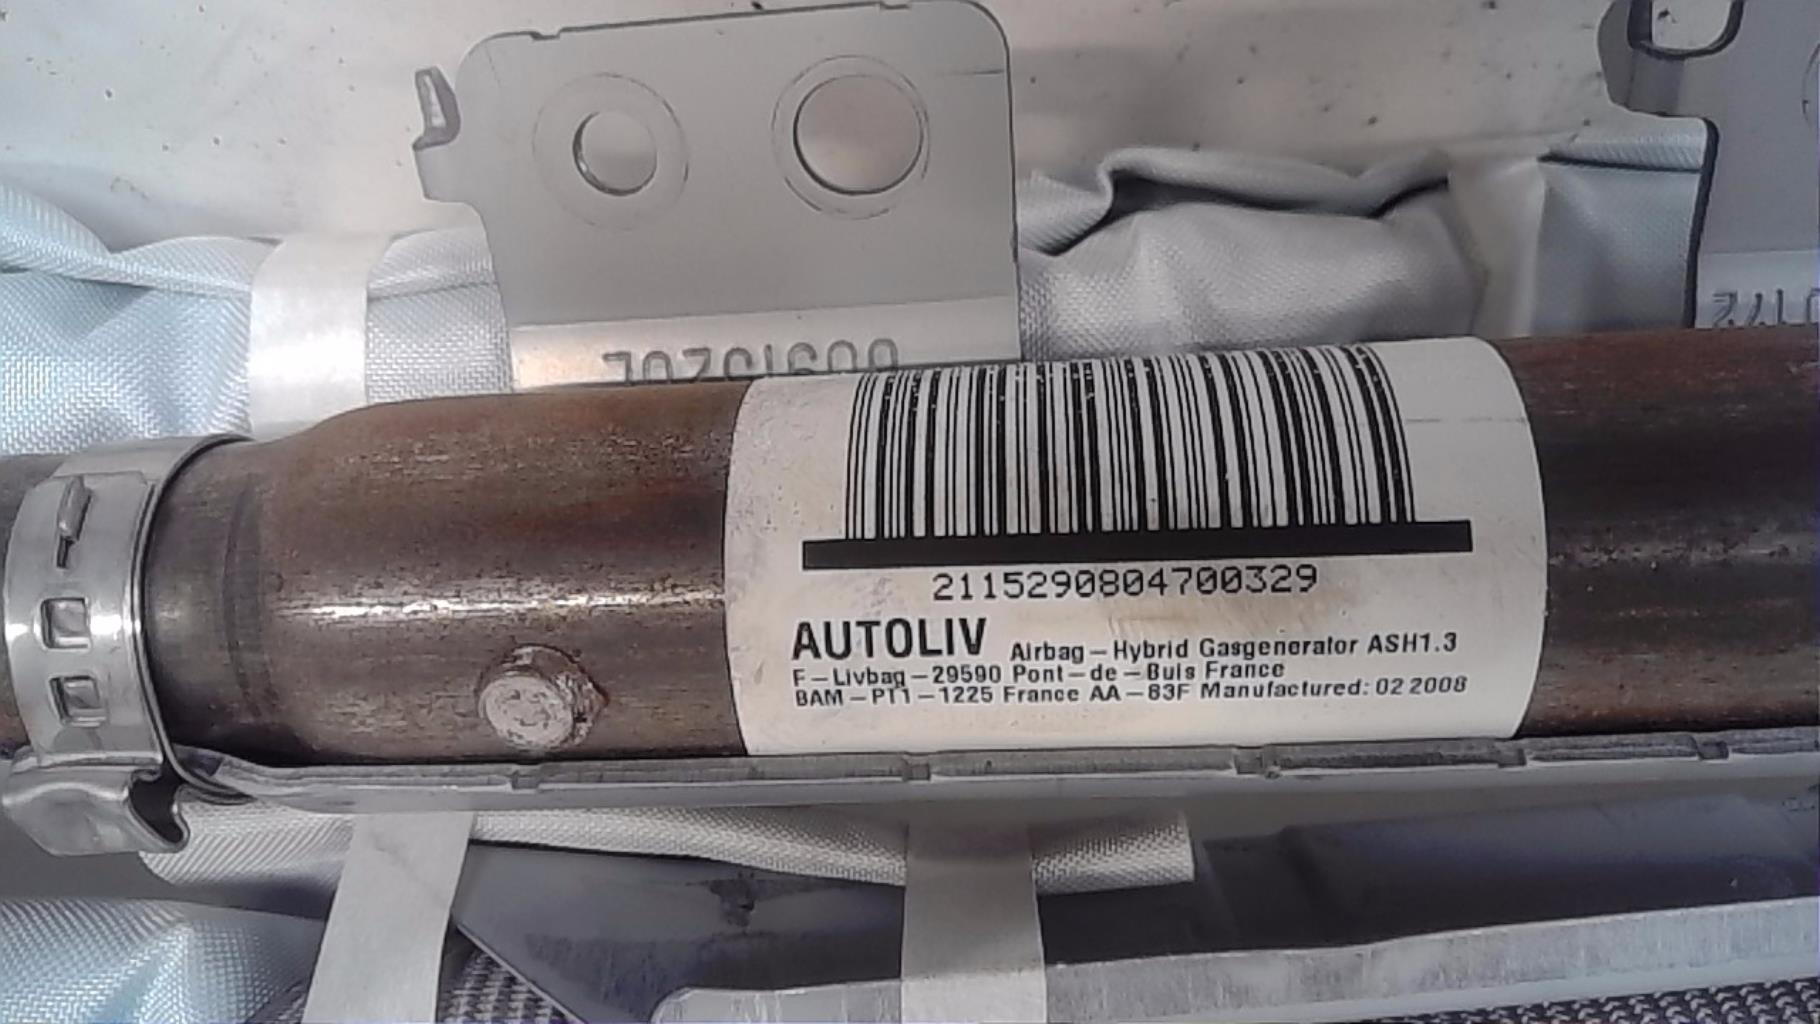 2115290804700329
AUTOLIV Airbag-Hybrid Gasgenerator ASH1.3
F-Livbag-29590 Pont-de-Buis France
BAM-PT1-1225 France AA-83F Manufactured: 02 2008